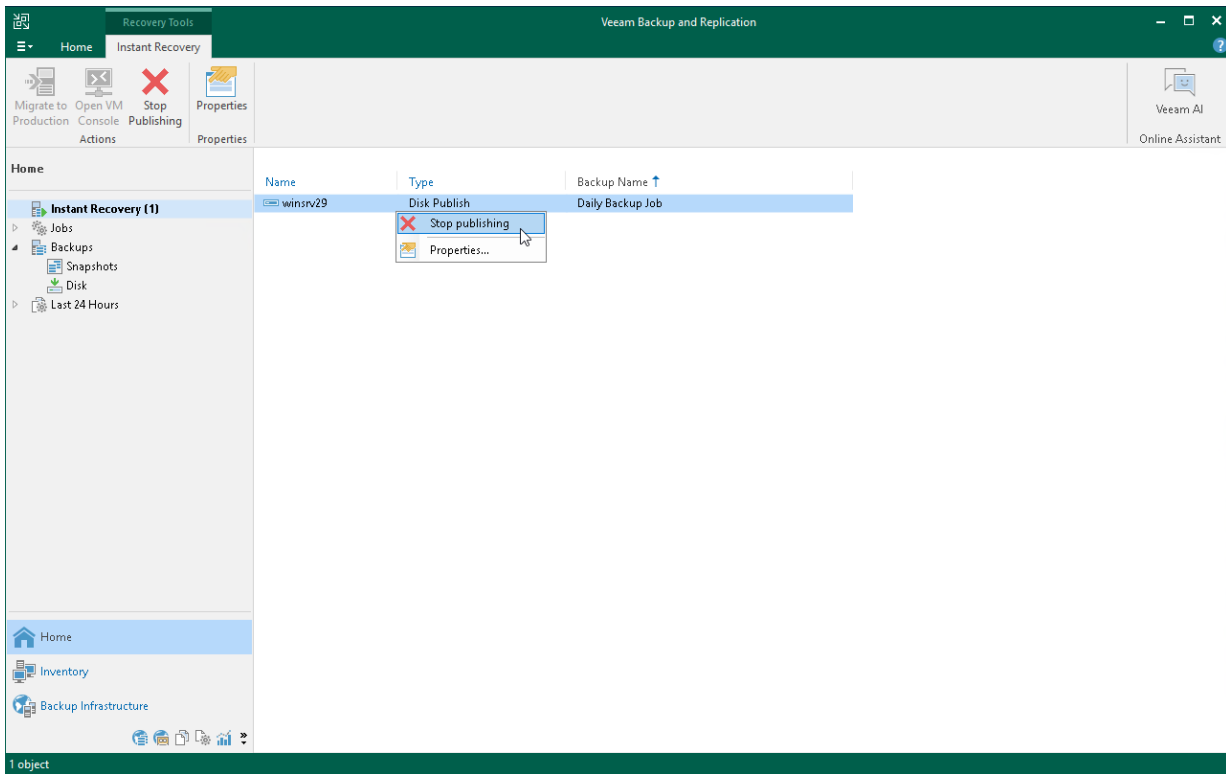 Recovery Tools
Veeam Backup and Replication
Home
Instant Recovery
Migrate to Production
Open VM Console
Stop Publishing
Properties
Veeam AI
Actions
Properties
Online Assistant
Home
Instant Recovery (1)
Jobs
Backups
Snapshots
Disk
Last 24 Hours
Home
Inventory
Backup Infrastructure
Name Type Backup Name
winsrv29 Disk Publish Daily Backup Job
Stop publishing
Properties...
1 object